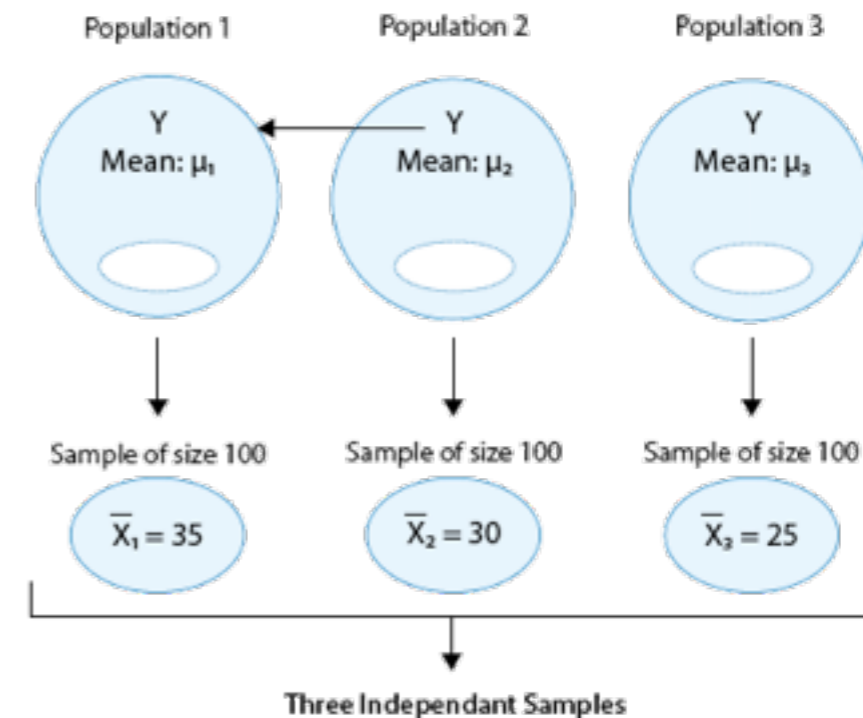 Population 1
Population 2
Population 3
Y
Mean: μ₁
Y
Mean: μ₂
Y
Mean: μ₃
Sample of size 100
Sample of size 100
Sample of size 100
X̅₁ = 35
X̅₂ = 30
X̅₃ = 25
Three Independant Samples